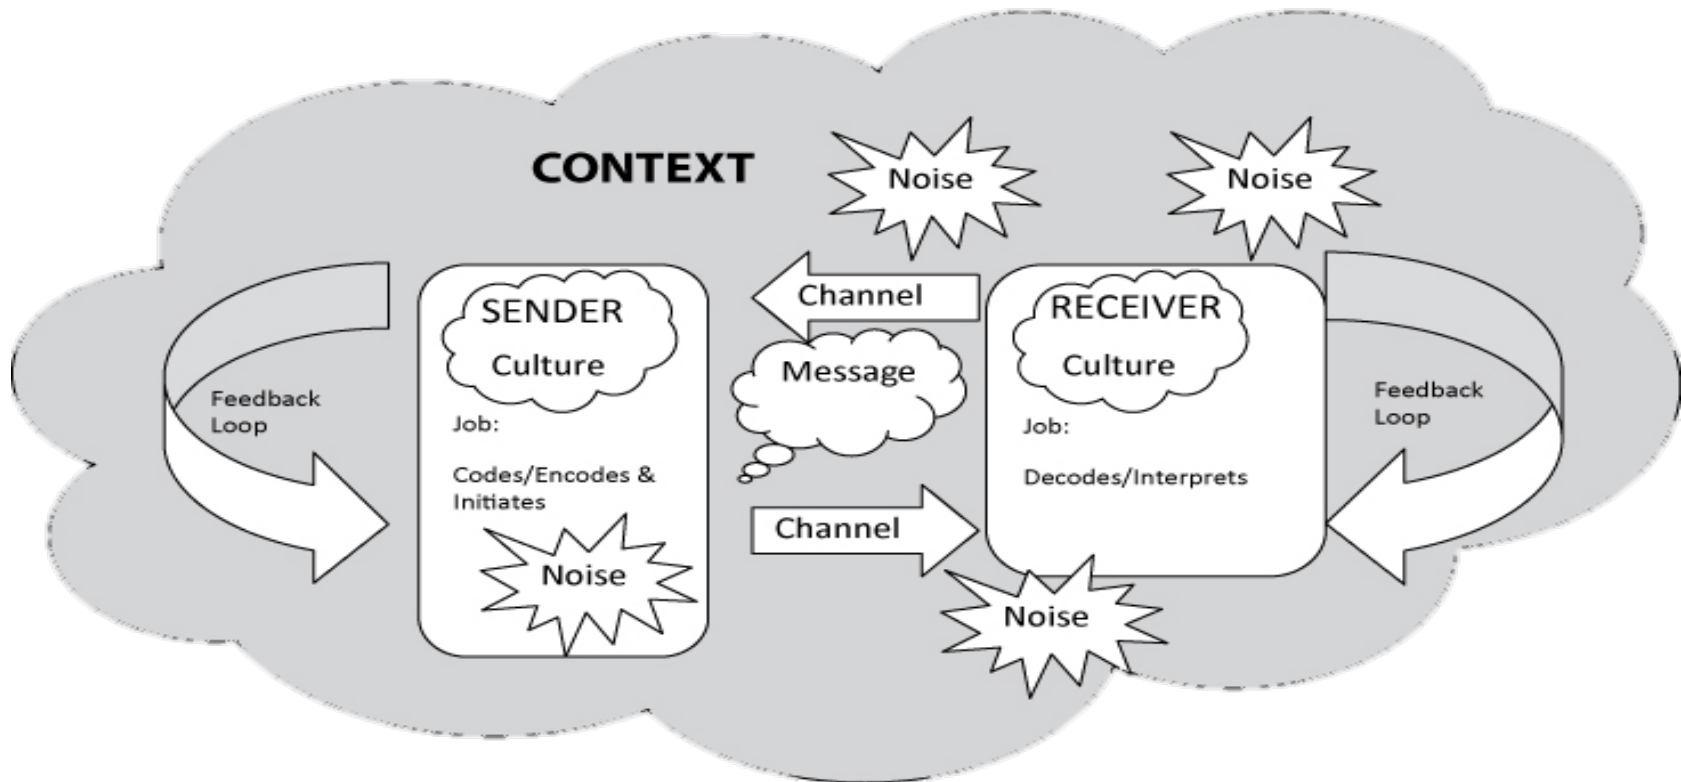 CONTEXT
Noise
Noise
SENDER
Culture
Job:
Codes/Encodes &
Initiates
Noise
Feedback
Loop
Channel
Message
Channel
RECEIVER
Culture
Job:
Decodes/Interprets
Noise
Feedback
Loop